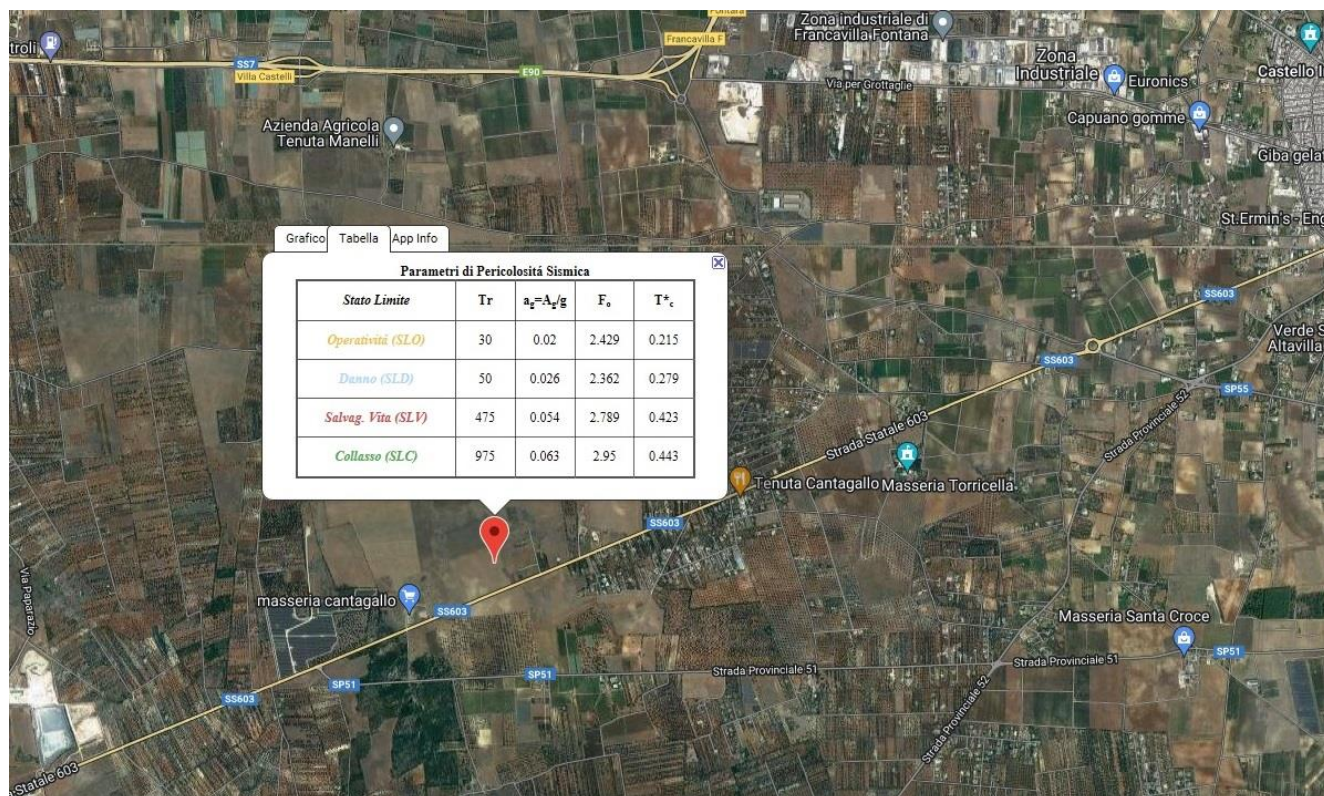 Fontana
Zona industriale di
Francavilla Fontana
troli
Francavilla F
SS7
Villa Castelli
E90
Zona
Industriale
Euronics
Castello I
Via per Grottaglie
Capuano gomme
Azienda Agricola
Tenuta Manelli
Giba gelat
St.Ermin's - Eng
Grafico
Tabella
App Info
Parametri di Pericolositá Sismica
Stato Limite Tr ag=Ag/g Fo T*c
Operativitá (SLO) 30 0.02 2.429 0.215
Danno (SLD) 50 0.026 2.362 0.279
Salvag. Vita (SLV) 475 0.054 2.789 0.423
Collasso (SLC) 975 0.063 2.95 0.443
SS603
Verde S
Altavilla
SS603
SP55
Strada Provinciale 52
Strada Statale 603
Tenuta Cantagallo
Masseria Torricella
SS603
Via Paparazio
masseria cantagallo
SS603
Masseria Santa Croce
SP51
Strada Provinciale 51
Strada Provinciale 51
SP51
SP51
SS603
Strada Provinciale 52
a-Statale 603